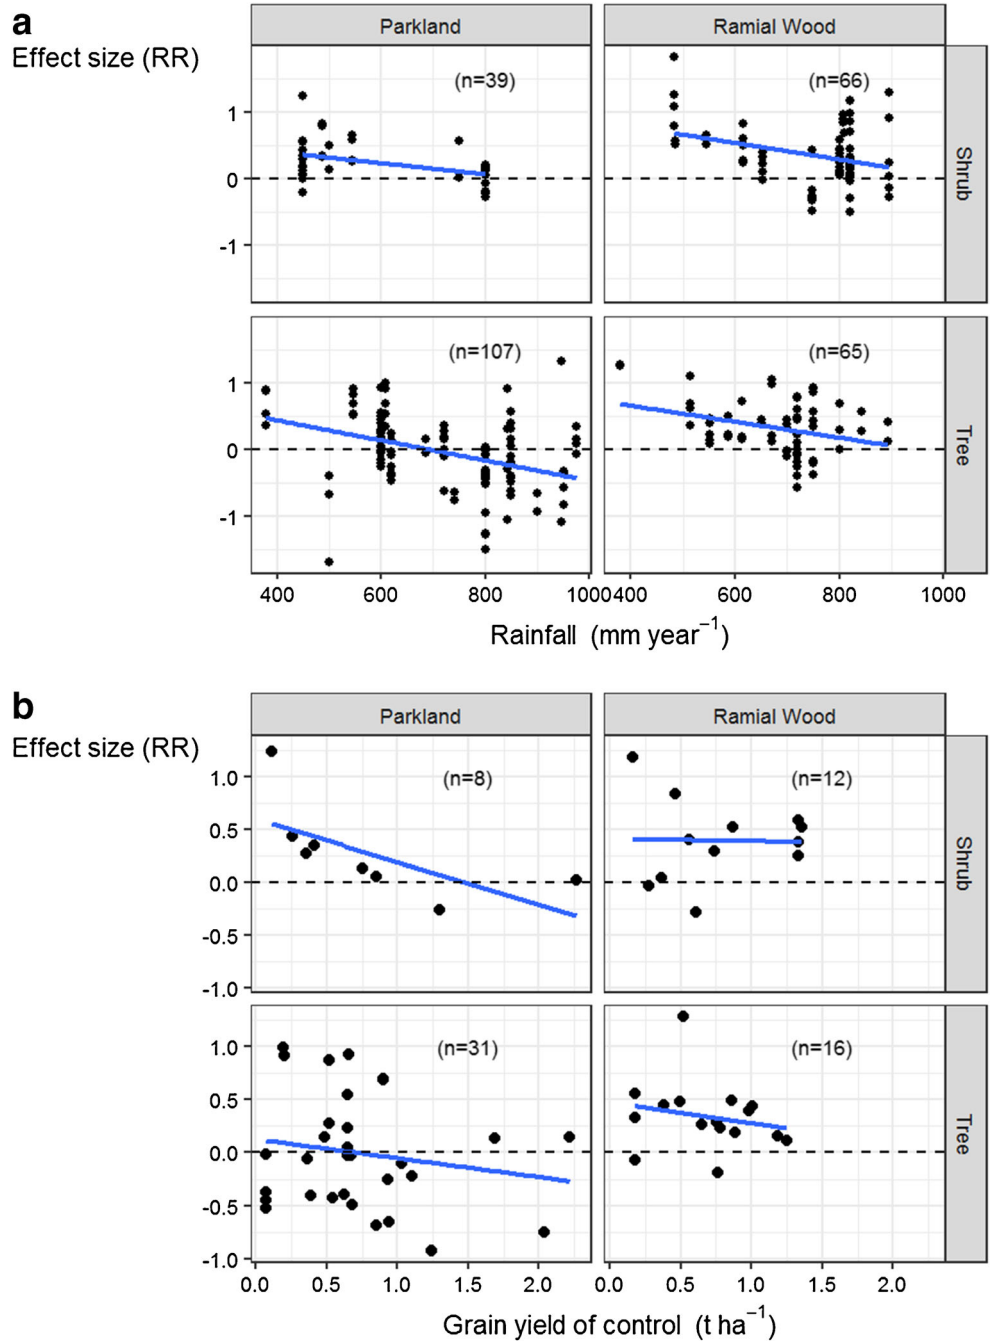 a
Effect size (RR)
Parkland
Ramial Wood
(n=39)
(n=66)
1
0
-1
Shrub
(n=107)
(n=65)
1
0
-1
Tree
400 600 800 1000 400 600 800 1000
Rainfall (mm year⁻¹)
b
Effect size (RR)
Parkland
Ramial Wood
(n=8)
(n=12)
1.0
0.5
0.0
-0.5
-1.0
Shrub
(n=31)
(n=16)
1.0
0.5
0.0
-0.5
-1.0
Tree
0.0 0.5 1.0 1.5 2.0 0.0 0.5 1.0 1.5 2.0
Grain yield of control (t ha⁻¹)